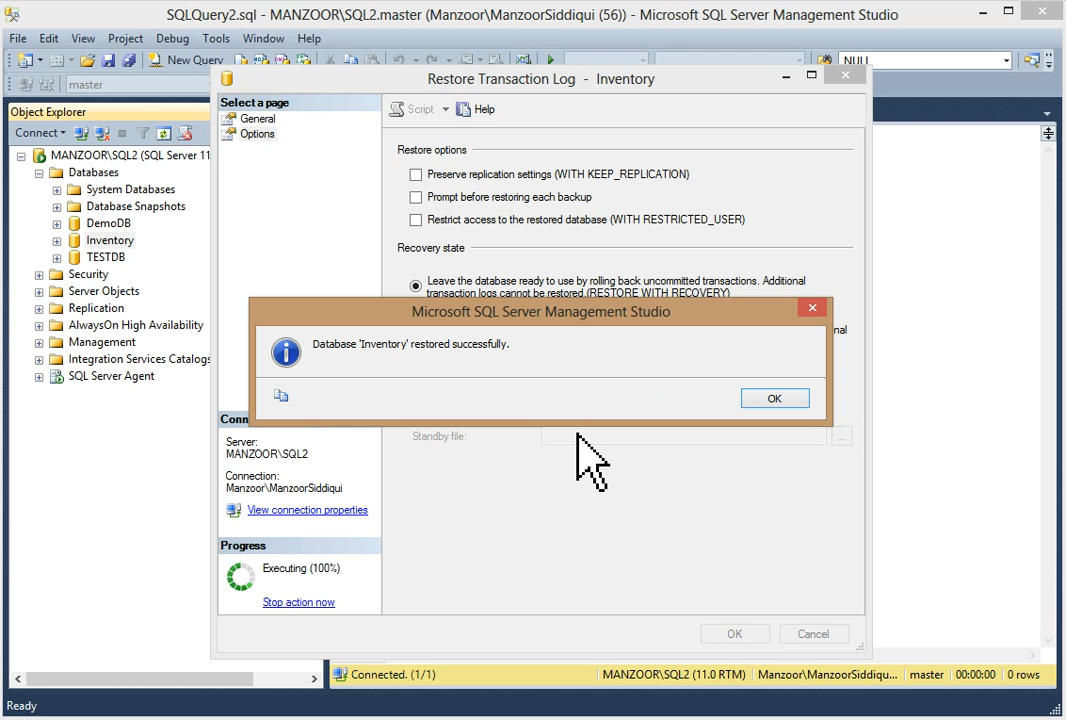 SQLQuery2.sql - MANZOOR\SQL2.master (Manzoor\ManzoorSiddiqui (56)) - Microsoft SQL Server Management Studio
File Edit View Project Debug Tools Window Help
New Query
NULL
master
Restore Transaction Log - Inventory
Object Explorer
Connect
MANZOOR\SQL2 (SQL Server 11
Databases
System Databases
Database Snapshots
DemoDB
Inventory
TESTDB
Security
Server Objects
Replication
AlwaysOn High Availability
Management
Integration Services Catalogs
SQL Server Agent
Select a page
General
Options
Script Help
Restore options
Preserve replication settings (WITH KEEP_REPLICATION)
Prompt before restoring each backup
Restrict access to the restored database (WITH RESTRICTED_USER)
Recovery state
Leave the database ready to use by rolling back uncommitted transactions. Additional
transaction logs cannot be restored.(RESTORE WITH RECOVERY)
nal
Microsoft SQL Server Management Studio
Database 'Inventory' restored successfully.
OK
Conn
Standby file:
...
Server:
MANZOOR\SQL2
Connection:
Manzoor\ManzoorSiddiqui
View connection properties
Progress
Executing (100%)
Stop action now
OK Cancel
Connected. (1/1) MANZOOR\SQL2 (11.0 RTM) Manzoor\ManzoorSiddiqu... master 00:00:00 0 rows
Ready